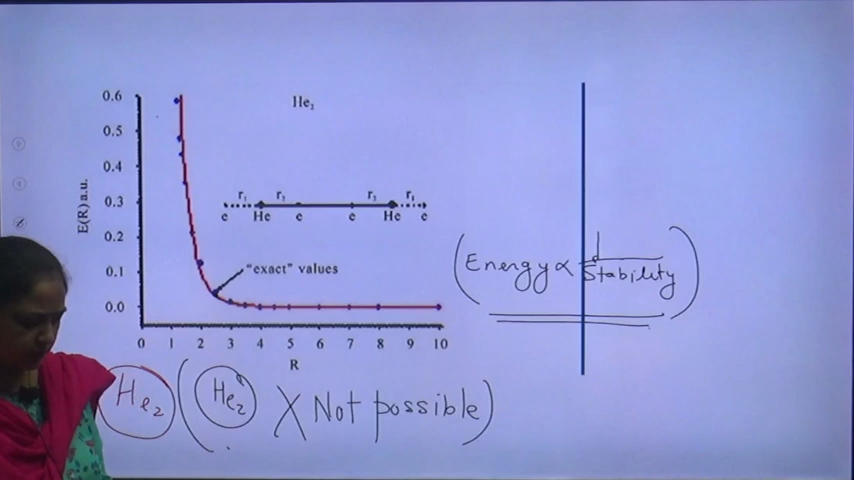 0.6
He₂
0.5
0.4
E(R) a.u.
0.3
r₁ r₂ r₂ r₁
e He e e He e
0.2
(Energy ∝ 1/Stability)
0.1
"exact" values
0.0
0 1 2 3 4 5 6 7 8 9 10
R
He₂ (He₂ X Not possible)